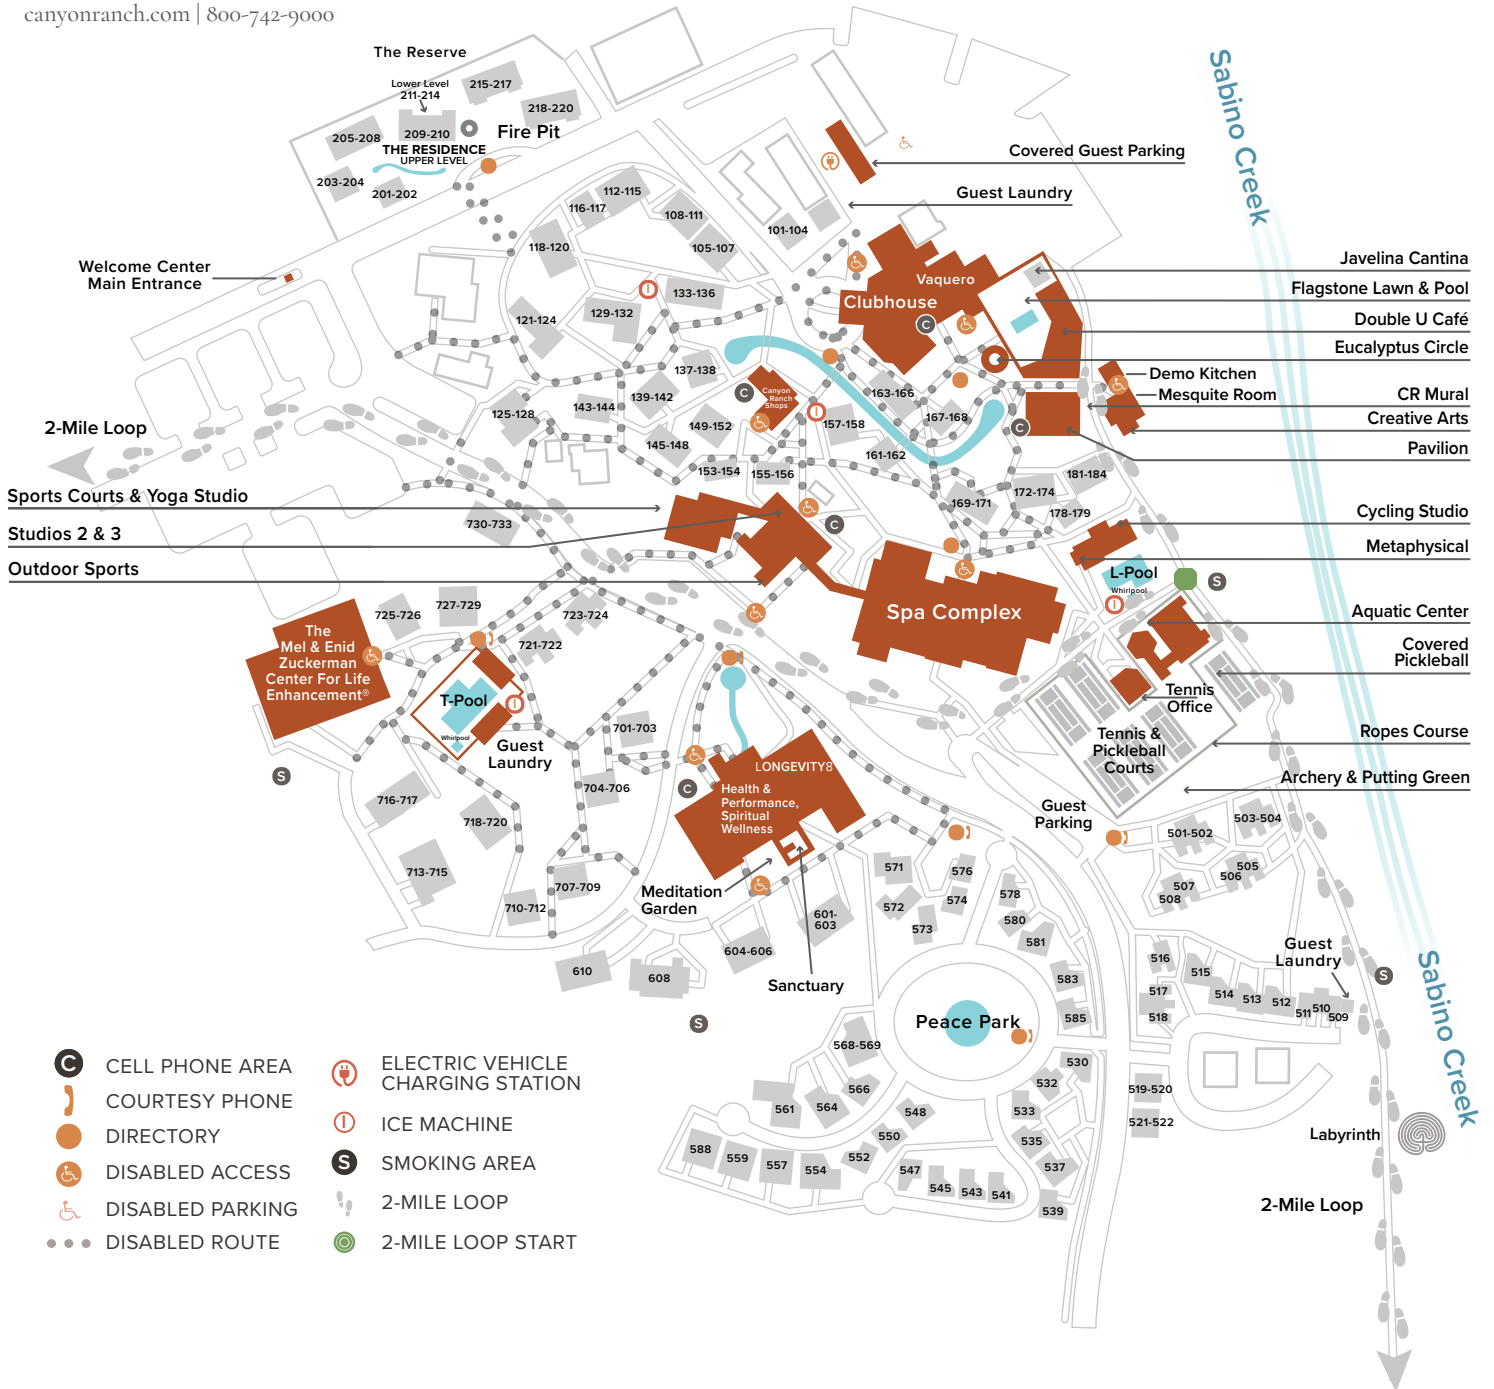 canyonranch.com | 800-742-9000
The Reserve
Lower Level
211-214
215-217
218-220
205-208
209-210
Fire Pit
THE RESIDENCE
UPPER LEVEL
203-204
201-202
Welcome Center
Main Entrance
112-115
116-117
108-111
118-120
105-107
101-104
133-136
129-132
121-124
137-138
139-142
143-144
125-128
149-152
145-148
153-154
155-156
157-158
161-162
163-166
167-168
169-171
172-174
178-179
181-184
Covered Guest Parking
Guest Laundry
Vaquero
Clubhouse
Canyon
Ranch
Shops
Sabino Creek
Javelina Cantina
Flagstone Lawn & Pool
Double U Café
Eucalyptus Circle
Demo Kitchen
Mesquite Room
CR Mural
Creative Arts
Pavilion
Cycling Studio
Metaphysical
L-Pool
Whirlpool
Aquatic Center
Covered
Pickleball
Tennis
Office
Tennis &
Pickleball
Courts
Ropes Course
Archery & Putting Green
2-Mile Loop
Sports Courts & Yoga Studio
Studios 2 & 3
Outdoor Sports
730-733
Spa Complex
725-726
727-729
723-724
721-722
The
Mel & Enid
Zuckerman
Center For Life
Enhancement®
T-Pool
Whirlpool
Guest
Laundry
701-703
704-706
716-717
718-720
713-715
707-709
710-712
LONGEVITY8
Health &
Performance,
Spiritual
Wellness
Meditation
Garden
Sanctuary
601-
603
604-606
608
610
Guest
Parking
501-502
503-504
505
506
507
508
571
572
573
574
576
578
580
581
583
585
516
515
514
513
512
511
510
509
517
518
Guest
Laundry
Sabino Creek
Peace Park
568-569
566
564
561
530
532
533
535
537
539
519-520
521-522
548
550
552
554
557
559
588
547
545
543
541
Labyrinth
2-Mile Loop
C
C
C
C
C
S
S
S
S
I
I
I
I
C CELL PHONE AREA
COURTESY PHONE
DIRECTORY
DISABLED ACCESS
DISABLED PARKING
DISABLED ROUTE
ELECTRIC VEHICLE
CHARGING STATION
I ICE MACHINE
S SMOKING AREA
2-MILE LOOP
2-MILE LOOP START